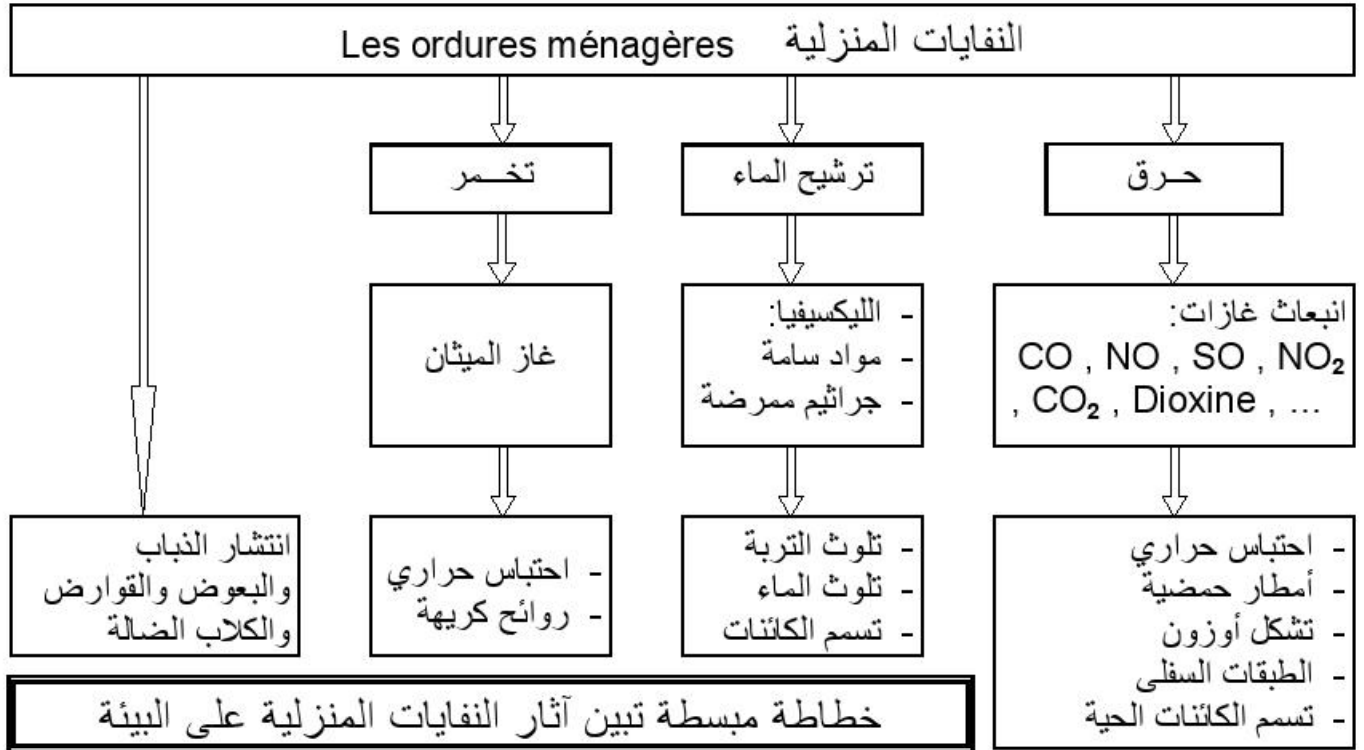 النفايات المنزلية Les ordures ménagères
حـرق
ترشيح الماء
تخـمر
انبعاث غازات:
CO , NO , SO , NO₂
, CO₂ , Dioxine , ...
- الليكسيفيا:
- مواد سامة
- جراثيم ممرضة
غاز الميثان
- احتباس حراري
- أمطار حمضية
- تشكل أوزون
- الطبقات السفلى
- تسمم الكائنات الحية
- تلوث التربة
- تلوث الماء
- تسمم الكائنات
- احتباس حراري
- روائح كريهة
انتشار الذباب
والبعوض والقوارض
والكلاب الضالة
خطاطة مبسطة تبين آثار النفايات المنزلية على البيئة